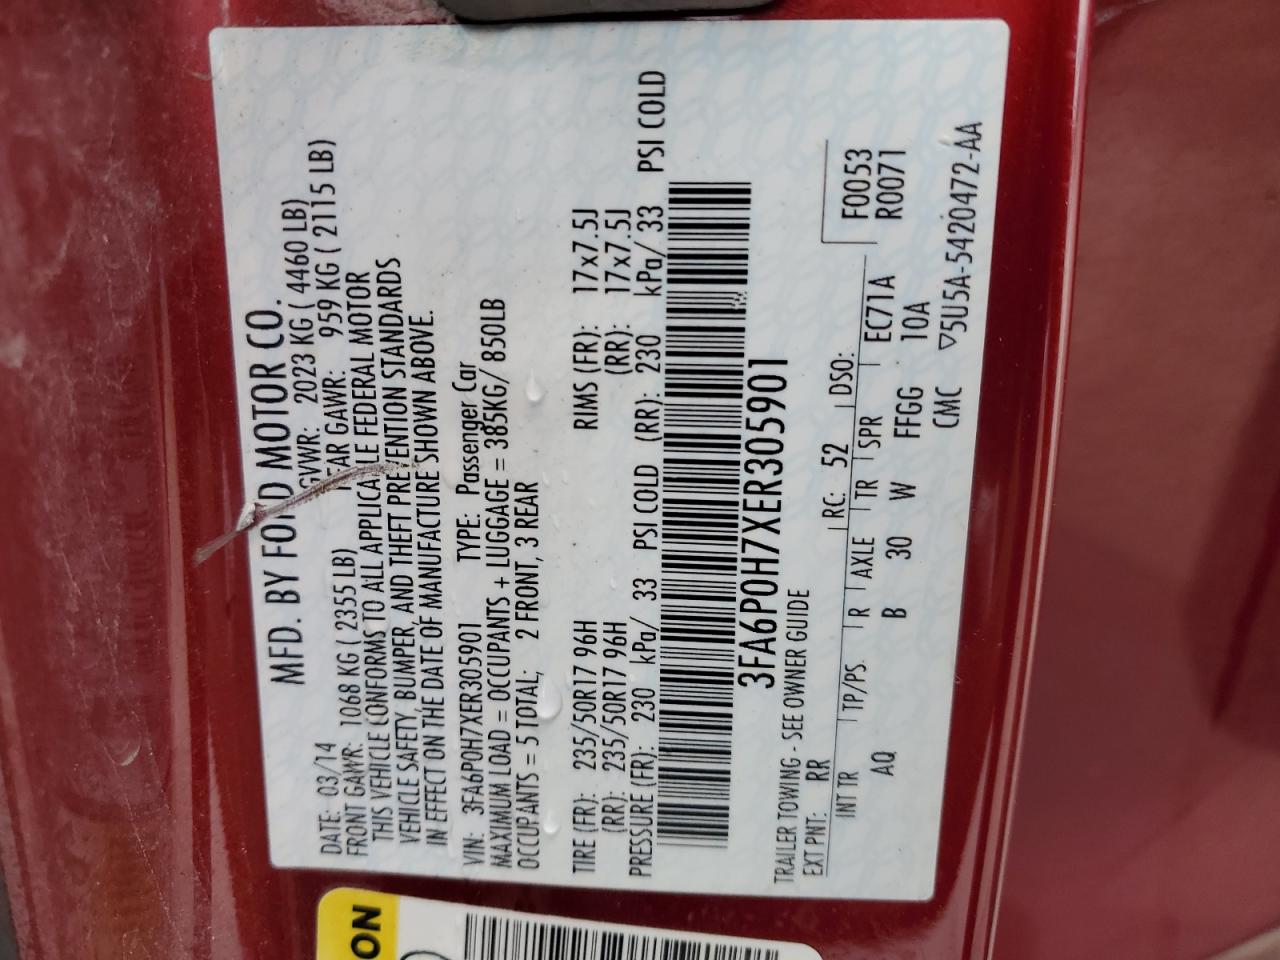 MFD. BY FORD MOTOR CO.
DATE: 03/14 GVWR: 2023 KG ( 4460 LB)
FRONT GAWR: 1068 KG ( 2355 LB) REAR GAWR: 959 KG ( 2115 LB)
THIS VEHICLE CONFORMS TO ALL APPLICABLE FEDERAL MOTOR
VEHICLE SAFETY, BUMPER, AND THEFT PREVENTION STANDARDS
IN EFFECT ON THE DATE OF MANUFACTURE SHOWN ABOVE.
VIN: 3FA6P0H7XER305901 TYPE: Passenger Car
MAXIMUM LOAD = OCCUPANTS + LUGGAGE = 385KG/ 850LB
OCCUPANTS = 5 TOTAL; 2 FRONT, 3 REAR
TIRE (FR): 235/50R17 96H RIMS (FR): 17x7.5J
(RR): 235/50R17 96H (RR): 17x7.5J
PRESSURE (FR): 230 kPa/ 33 PSI COLD (RR): 230 kPa/ 33 PSI COLD
3FA6P0H7XER305901
TRAILER TOWING - SEE OWNER GUIDE
EXT PNT: RR RC: 52 DSO: F0053
R0071
INT TR TP/PS. R AXLE TR SPR EC71A
AQ B 30 W FFGG 10A
CMC ▽5U5A-5420472-AA
ON